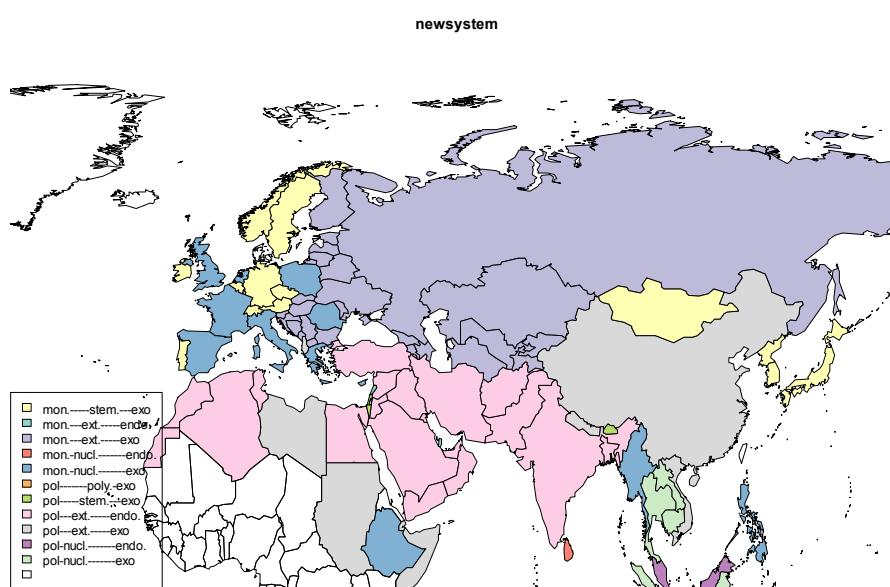 newsystem
mon.-----stem.---exo
mon.---ext.-----endo.
mon.---ext.-----exo
mon.-nucl.-------endo.
mon.-nucl.-------exo
pol-------poly.-exo
pol-----stem.---exo
pol---ext.-----endo.
pol---ext.-----exo
pol-nucl.-------endo.
pol-nucl.-------exo